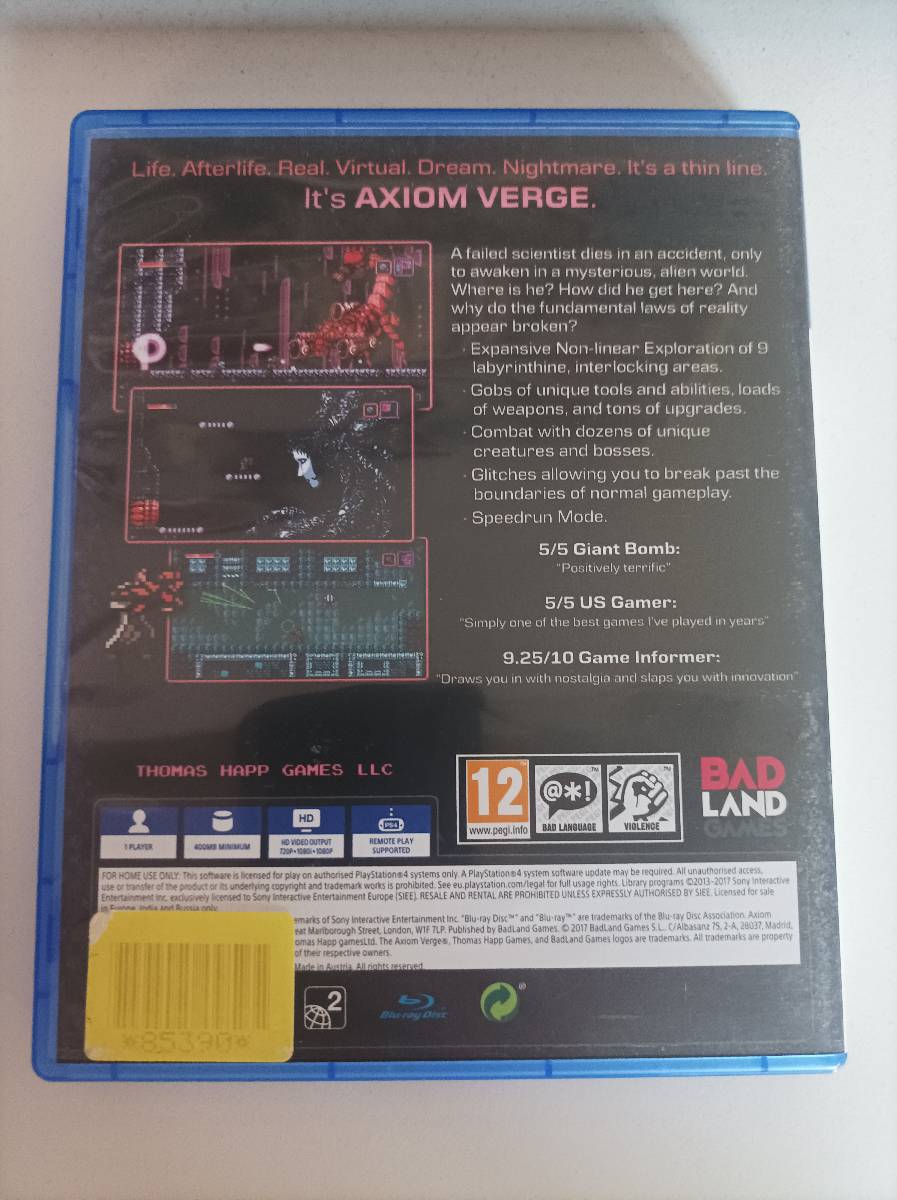 Life. Afterlife. Real. Virtual. Dream. Nightmare. It's a thin line.
It's AXIOM VERGE.
A failed scientist dies in an accident, only
to awaken in a mysterious, alien world.
Where is he? How did he get here? And
why do the fundamental laws of reality
appear broken?
· Expansive Non-linear Exploration of 9
labyrinthine, interlocking areas.
· Gobs of unique tools and abilities, loads
of weapons, and tons of upgrades.
· Combat with dozens of unique
creatures and bosses.
· Glitches allowing you to break past the
boundaries of normal gameplay.
· Speedrun Mode.
5/5 Giant Bomb:
"Positively terrific"
5/5 US Gamer:
"Simply one of the best games I've played in years"
9.25/10 Game Informer:
"Draws you in with nostalgia and slaps you with innovation"
THOMAS HAPP GAMES LLC
12
www.pegi.info
@*!
BAD LANGUAGE
VIOLENCE
BAD
LAND
GAMES
1 PLAYER
400MB MINIMUM
HD
HD VIDEO OUTPUT
720P•1080i•1080P
PS4
REMOTE PLAY
SUPPORTED
FOR HOME USE ONLY: This software is licensed for play on authorised PlayStation®4 systems only. A PlayStation®4 system software update may be required. All unauthorised access,
use or transfer of the product or its underlying copyright and trademark works is prohibited. See eu.playstation.com/legal for full usage rights. Library programs ©2013-2017 Sony Interactive
Entertainment Inc. exclusively licensed to Sony Interactive Entertainment Europe (SIEE). RESALE AND RENTAL ARE PROHIBITED UNLESS EXPRESSLY AUTHORISED BY SIEE. Licensed for sale
in Europe, India and Russia only.
emarks of Sony Interactive Entertainment Inc. "Blu-ray Disc™" and "Blu-ray™" are trademarks of the Blu-ray Disc Association. Axiom
eat Marlborough Street, London, W1F 7LP. Published by BadLand Games. © 2017 BadLand Games S.L.. C/Albasanz 75, 2-A, 28037, Madrid,
omas Happ gamesLtd. The Axiom Verge®, Thomas Happ Games, and BadLand Games logos are trademarks. All trademarks are property
of their respective owners.
Made in Austria. All rights reserved.
*85390*
2
Blu-ray Disc
®